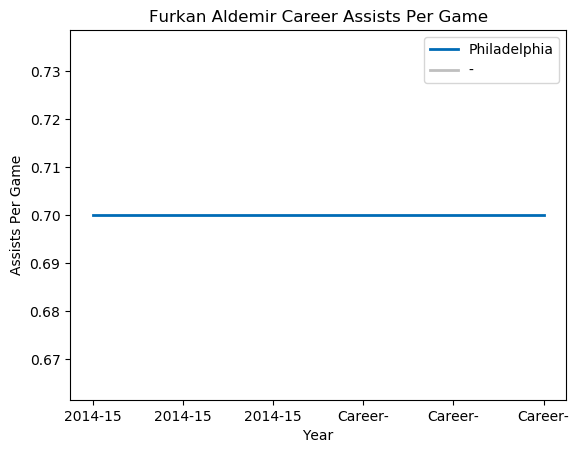 Furkan Aldemir Career Assists Per Game
Philadelphia
-
0.73
0.72
0.71
0.70
0.69
0.68
0.67
Assists Per Game
2014-15 2014-15 2014-15 Career- Career- Career-
Year